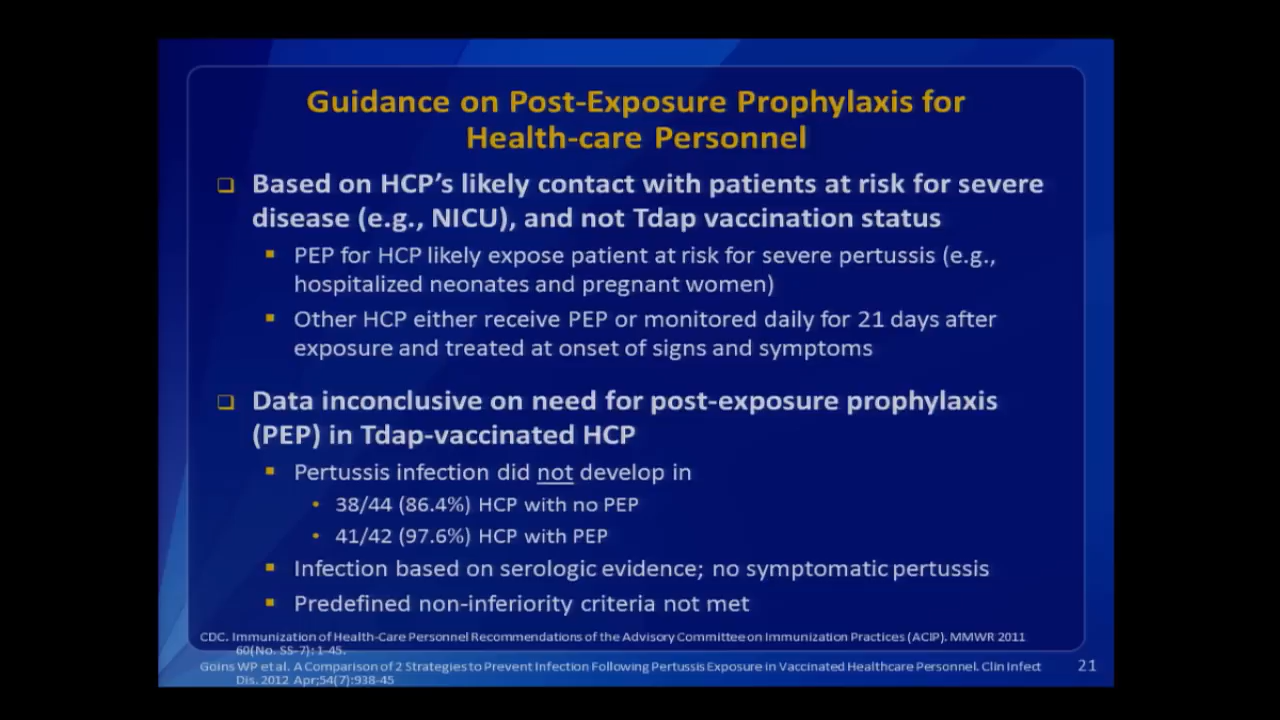 Guidance on Post-Exposure Prophylaxis for
Health-care Personnel
Based on HCP's likely contact with patients at risk for severe
disease (e.g., NICU), and not Tdap vaccination status
PEP for HCP likely expose patient at risk for severe pertussis (e.g.,
hospitalized neonates and pregnant women)
Other HCP either receive PEP or monitored daily for 21 days after
exposure and treated at onset of signs and symptoms
Data inconclusive on need for post-exposure prophylaxis
(PEP) in Tdap-vaccinated HCP
Pertussis infection did not develop in
38/44 (86.4%) HCP with no PEP
41/42 (97.6%) HCP with PEP
Infection based on serologic evidence; no symptomatic pertussis
Predefined non-inferiority criteria not met
CDC. Immunization of Health-Care Personnel Recommendations of the Advisory Committee on Immunization Practices (ACIP). MMWR 2011
60(No. SS-7): 1-45.
Goins WP et al. A Comparison of 2 Strategies to Prevent Infection Following Pertussis Exposure in Vaccinated Healthcare Personnel. Clin Infect
Dis. 2012 Apr;54(7):938-45
21